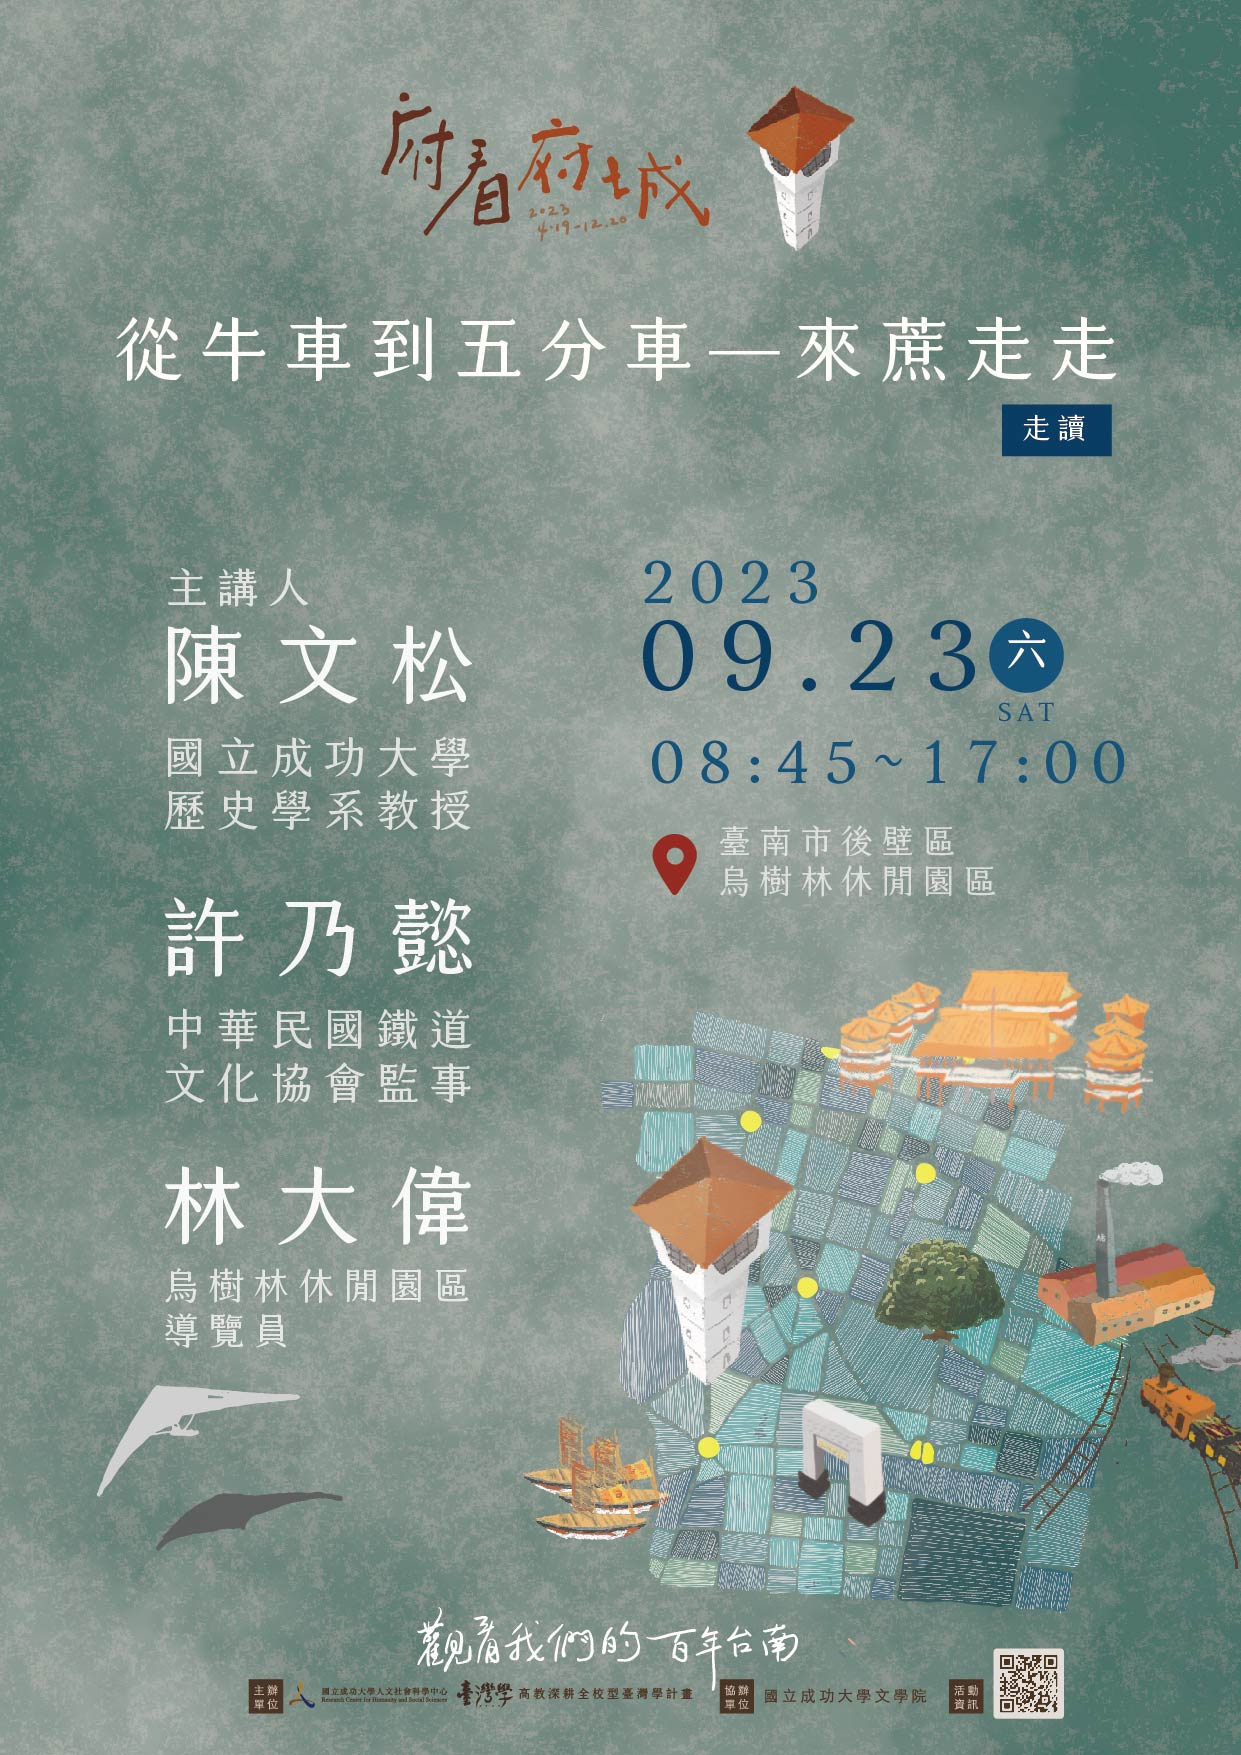 府看府城
2023
4.19-12.20
從牛車到五分車—來蔗走走
走讀
主講人
陳文松
國立成功大學
歷史學系教授
許乃懿
中華民國鐵道
文化協會監事
林大偉
烏樹林休閒園區
導覽員
2023
09.23 六
SAT
08:45~17:00
臺南市後壁區
烏樹林休閒園區
觀看我們的百年台南
主辦單位 國立成功大學人文社會科學中心 Research Center for Humanity and Social Sciences 臺灣學 高教深耕全校型臺灣學計畫 協辦單位 國立成功大學文學院 活動資訊